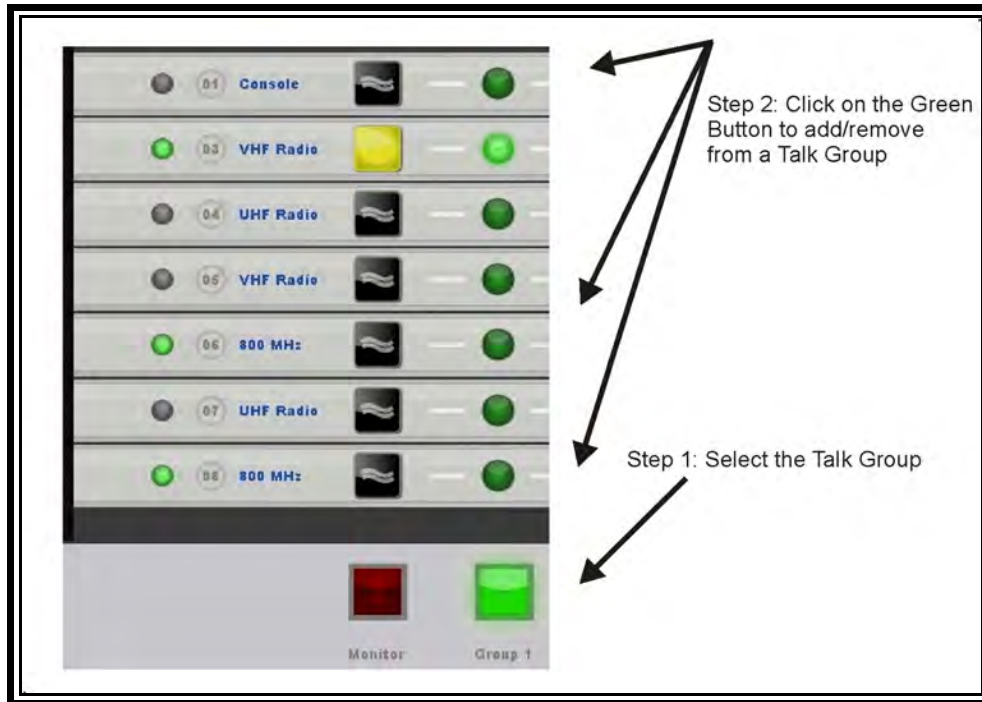 01 Console
03 VHF Radio
04 UHF Radio
05 VHF Radio
06 800 MHz
07 UHF Radio
08 800 MHz
Monitor
Group 1
Step 2: Click on the Green
Button to add/remove
from a Talk Group
Step 1: Select the Talk Group